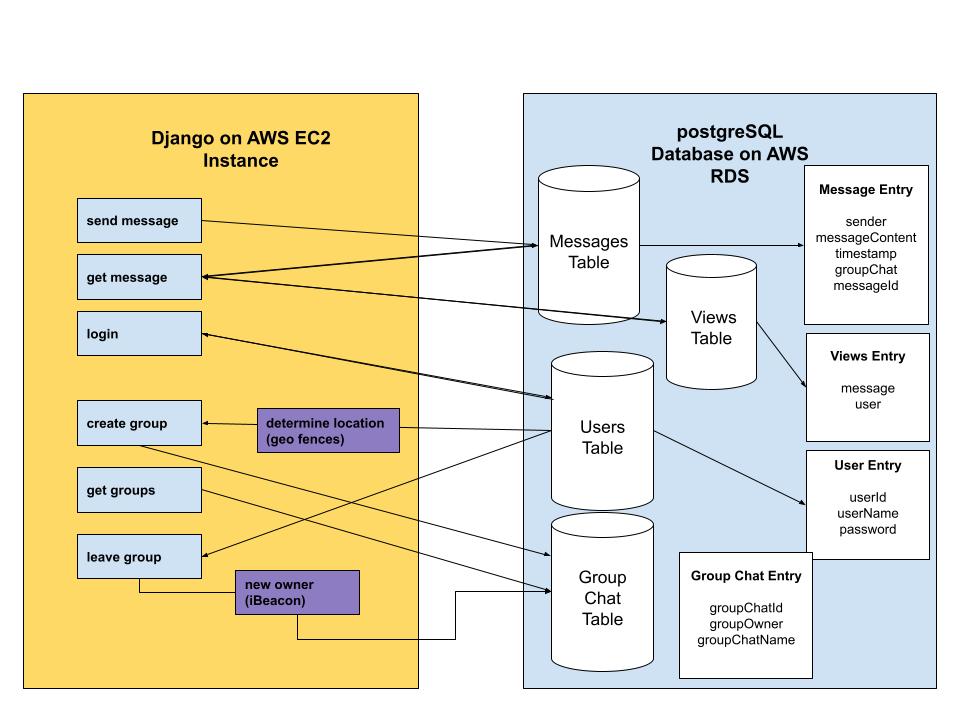 Django on AWS EC2
Instance
send message
get message
login
create group
determine location
(geo fences)
get groups
leave group
new owner
(iBeacon)
postgreSQL
Database on AWS
RDS
Messages
Table
Views
Table
Users
Table
Group
Chat
Table
Message Entry
sender
messageContent
timestamp
groupChat
messageId
Views Entry
message
user
User Entry
userId
userName
password
Group Chat Entry
groupChatId
groupOwner
groupChatName